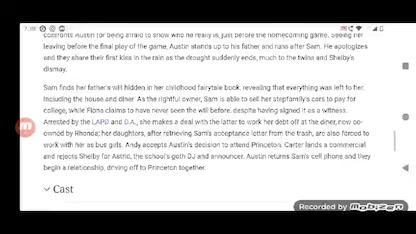 7:38
confronts Austin for being afraid to show who he really is, just before the homecoming game. Seeing her
leaving before the final play of the game, Austin stands up to his father and runs after Sam. He apologizes
and they share their first kiss in the rain as the drought suddenly ends, much to the twins and Shelby's
dismay.
Sam finds her father's will hidden in her childhood fairytale book, revealing that everything was left to her,
including the house and diner. As the rightful owner, Sam is able to sell her stepfamily's cars to pay for
college, while Fiona claims to have never seen the will before, despite having signed it as a witness.
Arrested by the LAPD and D.A., she makes a deal with the latter to work her debt off at the diner, now co-
owned by Rhonda; her daughters, after retrieving Sam's acceptance letter from the trash, are also forced to
work with her as bus girls. Andy accepts Austin's decision to attend Princeton. Carter lands a commercial
and rejects Shelby for Astrid, the school's goth DJ and announcer. Austin returns Sam's cell phone and they
begin a relationship, driving off to Princeton together.
Cast
Recorded by Mobizen